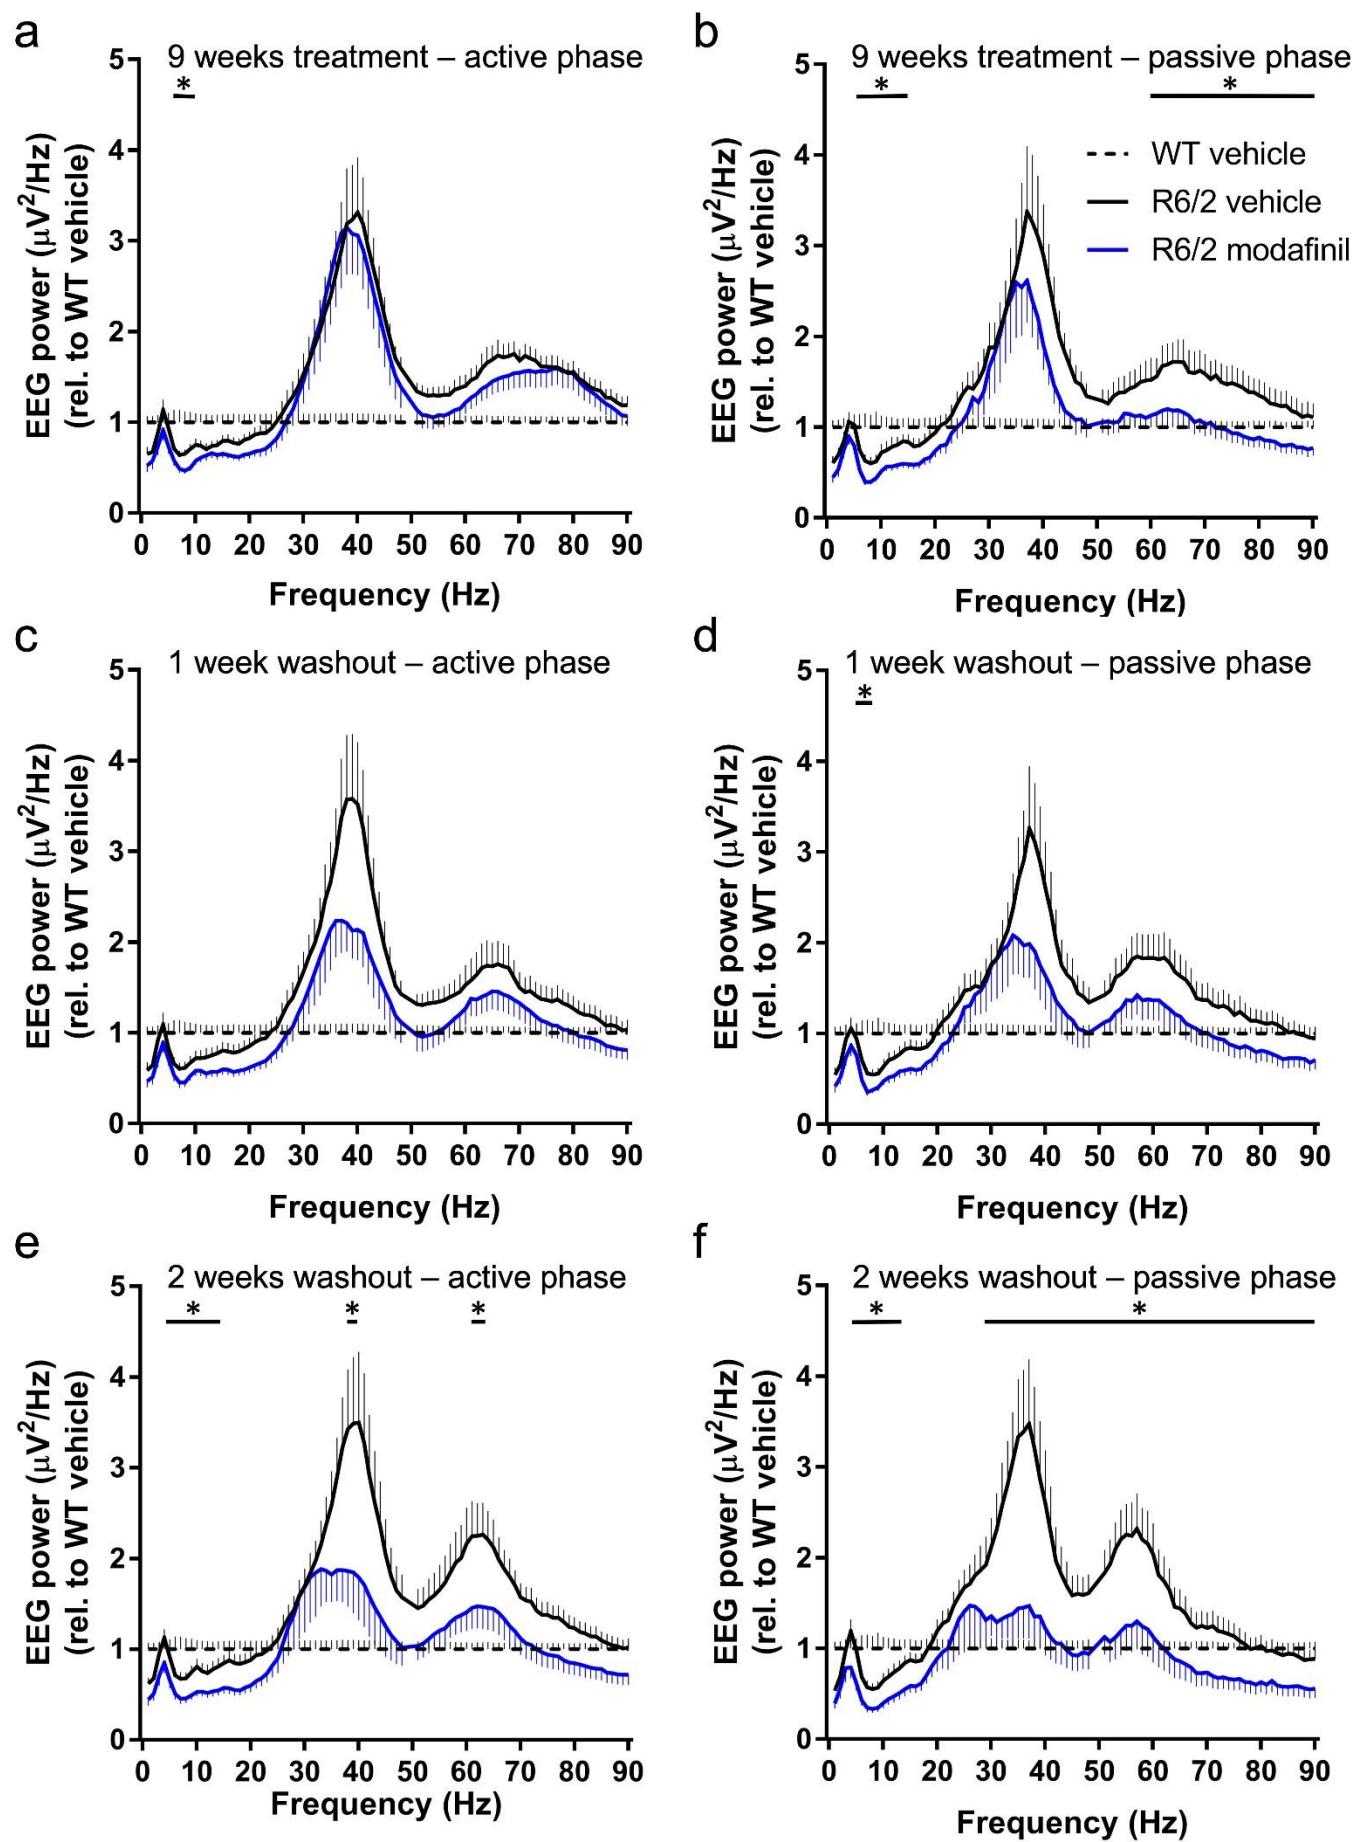 a
9 weeks treatment – active phase
*
5
4
3
2
1
0
EEG power (μV²/Hz)
(rel. to WT vehicle)
0 10 20 30 40 50 60 70 80 90
Frequency (Hz)
b
9 weeks treatment – passive phase
* *
WT vehicle
R6/2 vehicle
R6/2 modafinil
5
4
3
2
1
0
EEG power (μV²/Hz)
(rel. to WT vehicle)
0 10 20 30 40 50 60 70 80 90
Frequency (Hz)
c
1 week washout – active phase
5
4
3
2
1
0
EEG power (μV²/Hz)
(rel. to WT vehicle)
0 10 20 30 40 50 60 70 80 90
Frequency (Hz)
d
1 week washout – passive phase
*
5
4
3
2
1
0
EEG power (μV²/Hz)
(rel. to WT vehicle)
0 10 20 30 40 50 60 70 80 90
Frequency (Hz)
e
2 weeks washout – active phase
* * *
5
4
3
2
1
0
EEG power (μV²/Hz)
(rel. to WT vehicle)
0 10 20 30 40 50 60 70 80 90
Frequency (Hz)
f
2 weeks washout – passive phase
* *
5
4
3
2
1
0
EEG power (μV²/Hz)
(rel. to WT vehicle)
0 10 20 30 40 50 60 70 80 90
Frequency (Hz)